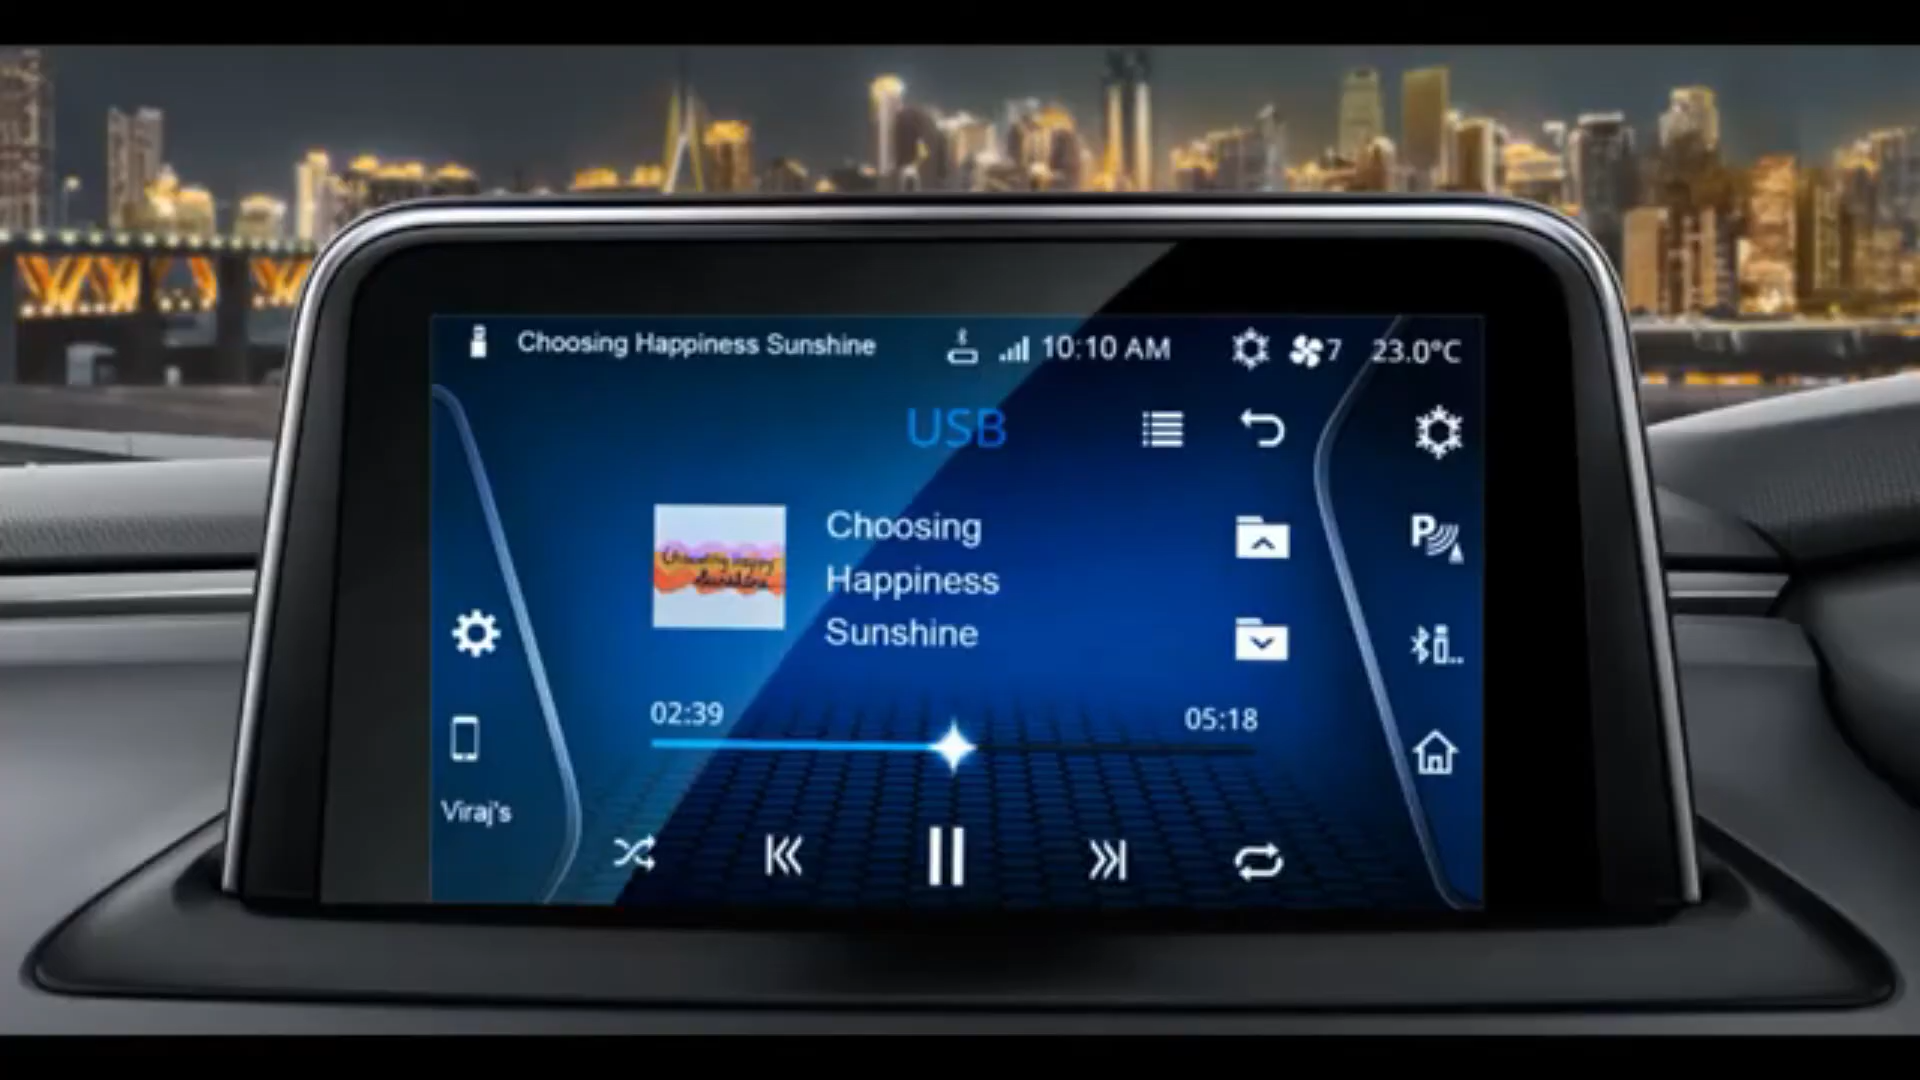 Choosing Happiness Sunshine
10:10 AM
7
23.0°C
USB
Choosing
Happiness
Sunshine
P
02:39
05:18
Viraj's